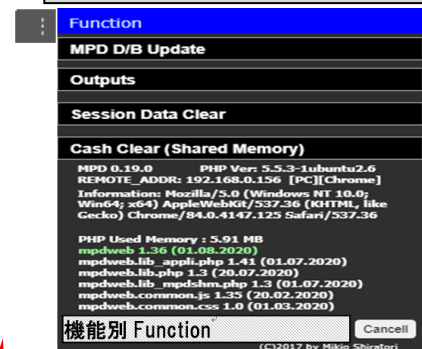 Function
MPD D/B Update
Outputs
Session Data Clear
Cash Clear (Shared Memory)
MPD 0.19.0 PHP Ver: 5.5.3-1ubuntu2.6
REMOTE_ADDR: 192.168.0.156 [PC][Chrome]
Information: Mozilla/5.0 (Windows NT 10.0;
Win64; x64) AppleWebKit/537.36 (KHTML, like
Gecko) Chrome/84.0.4147.125 Safari/537.36
PHP Used Memory : 5.91 MB
mpdweb 1.36 (01.08.2020)
mpdweb.lib_appli.php 1.41 (01.07.2020)
mpdweb.lib.php 1.3 (20.07.2020)
mpdweb.lib_mpdshm.php 1.3 (01.07.2020)
mpdweb.common.js 1.35 (20.02.2020)
mpdweb.common.css 1.0 (01.03.2020)
機能別 Function
Cancell
(C)2017 by Mikio Shiratori